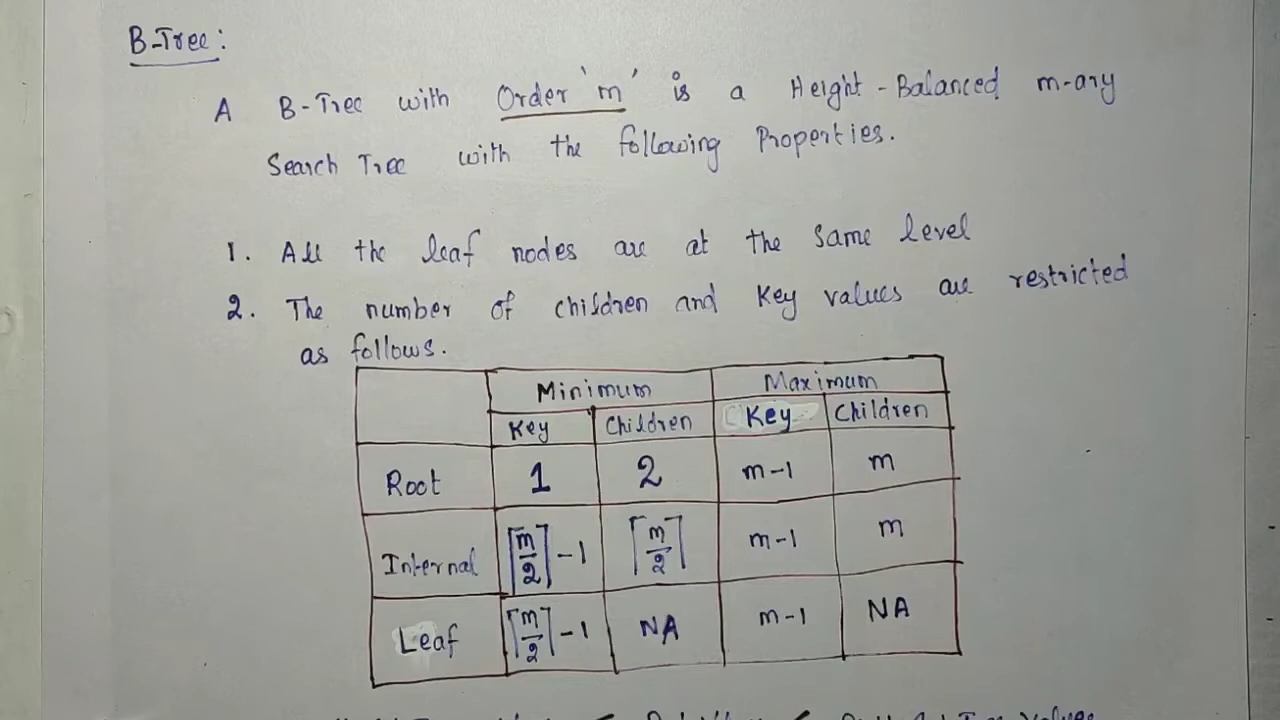 B-Tree:
A B-Tree with Order 'm' is a Height-Balanced m-ary
Search Tree with the following Properties.
1. All the leaf nodes are at the same level
2. The number of children and Key values are restricted
as follows.
Minimum Maximum
Key Children Key Children
Root 1 2 m-1 m
Internal ⌈m/2⌉-1 ⌈m/2⌉ m-1 m
Leaf ⌈m/2⌉-1 NA m-1 NA